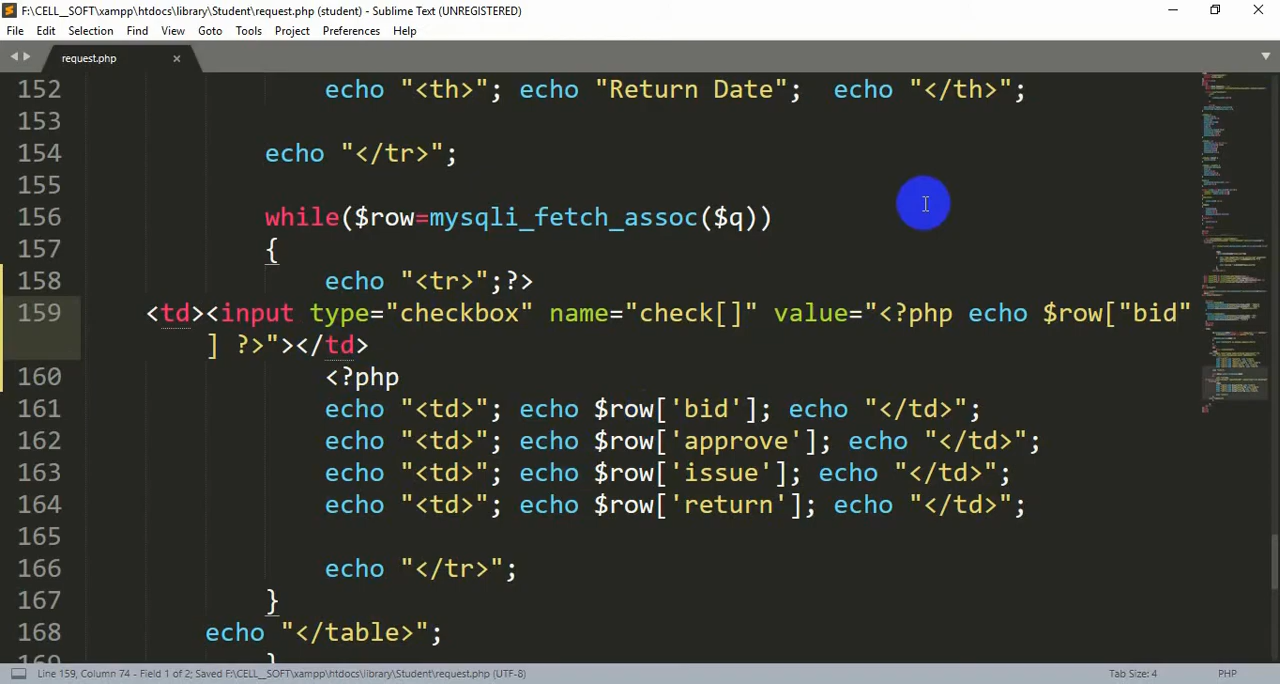 F:\CELL__SOFT\xampp\htdocs\library\Student\request.php (student) - Sublime Text (UNREGISTERED)
File Edit Selection Find View Goto Tools Project Preferences Help
request.php
152 echo "<th>"; echo "Return Date";  echo "</th>";
153
154 echo "</tr>";
155
156 while($row=mysqli_fetch_assoc($q))
157 {
158 echo "<tr>";?>
159 <td><input type="checkbox" name="check[]" value="<?php echo $row["bid"
] ?>"></td>
160 <?php
161 echo "<td>"; echo $row['bid']; echo "</td>";
162 echo "<td>"; echo $row['approve']; echo "</td>";
163 echo "<td>"; echo $row['issue']; echo "</td>";
164 echo "<td>"; echo $row['return']; echo "</td>";
165
166 echo "</tr>";
167 }
168 echo "</table>";
169 }
Line 159, Column 74 - Field 1 of 2; Saved F:\CELL__SOFT\xampp\htdocs\library\Student\request.php (UTF-8) Tab Size: 4 PHP